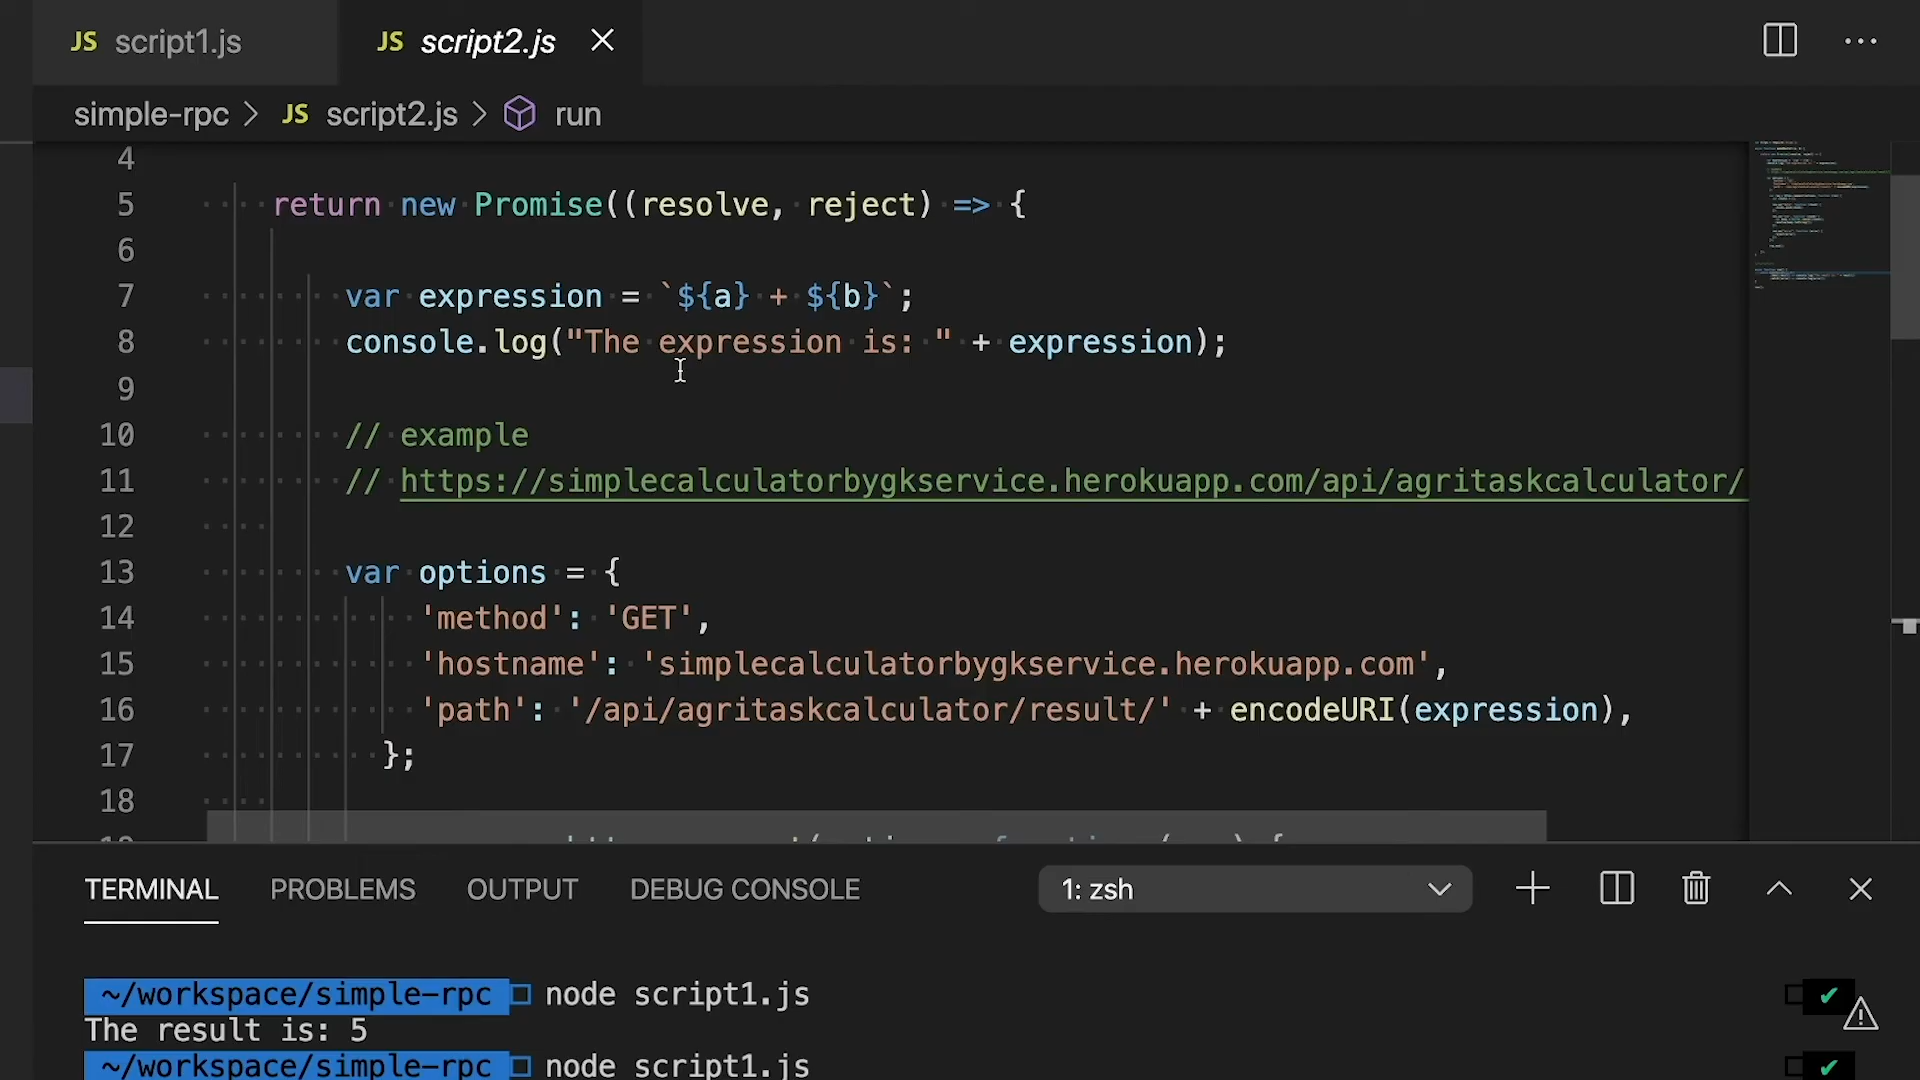 JS script1.js JS script2.js
simple-rpc > JS script2.js > run
4
5 return new Promise((resolve, reject) => {
6
7 var expression = `${a} + ${b}`;
8 console.log("The expression is: " + expression);
9
10 // example
11 // https://simplecalculatorbygkservice.herokuapp.com/api/agritaskcalculator/
12
13 var options = {
14 'method': 'GET',
15 'hostname': 'simplecalculatorbygkservice.herokuapp.com',
16 'path': '/api/agritaskcalculator/result/' + encodeURI(expression),
17 };
18
TERMINAL PROBLEMS OUTPUT DEBUG CONSOLE 1: zsh
~/workspace/simple-rpc node script1.js
The result is: 5
~/workspace/simple-rpc node script1.js